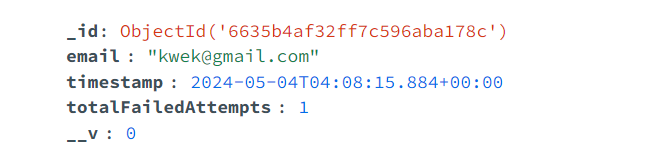 _id: ObjectId('6635b4af32ff7c596aba178c')
email : "kwek@gmail.com"
timestamp : 2024-05-04T04:08:15.884+00:00
totalFailedAttempts : 1
__v : 0